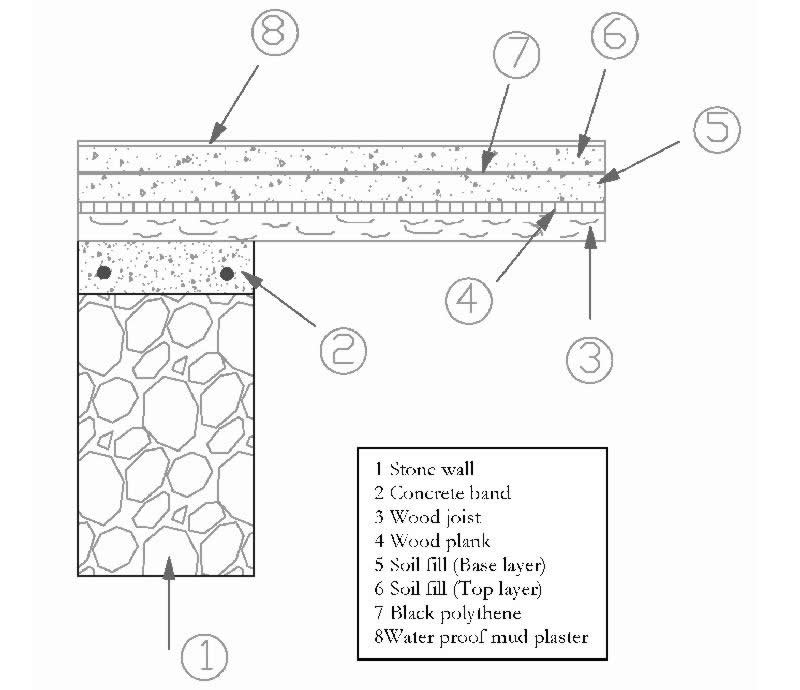 8
7
6
5
4
2
3
1 Stone wall
2 Concrete band
3 Wood joist
4 Wood plank
5 Soil fill (Base layer)
6 Soil fill (Top layer)
7 Black polythene
8Water proof mud plaster
1